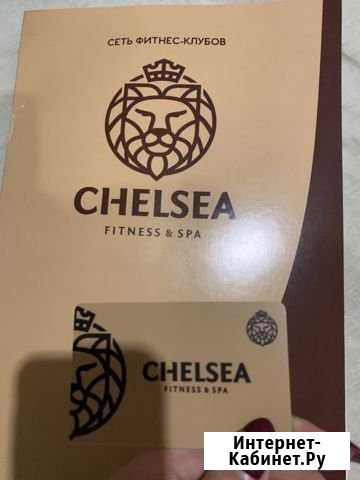 СЕТЬ ФИТНЕС-КЛУБОВ
CHELSEA
FITNESS & SPA
CHELSEA
FITNESS & SPA
Интернет-
Кабинет.Ру